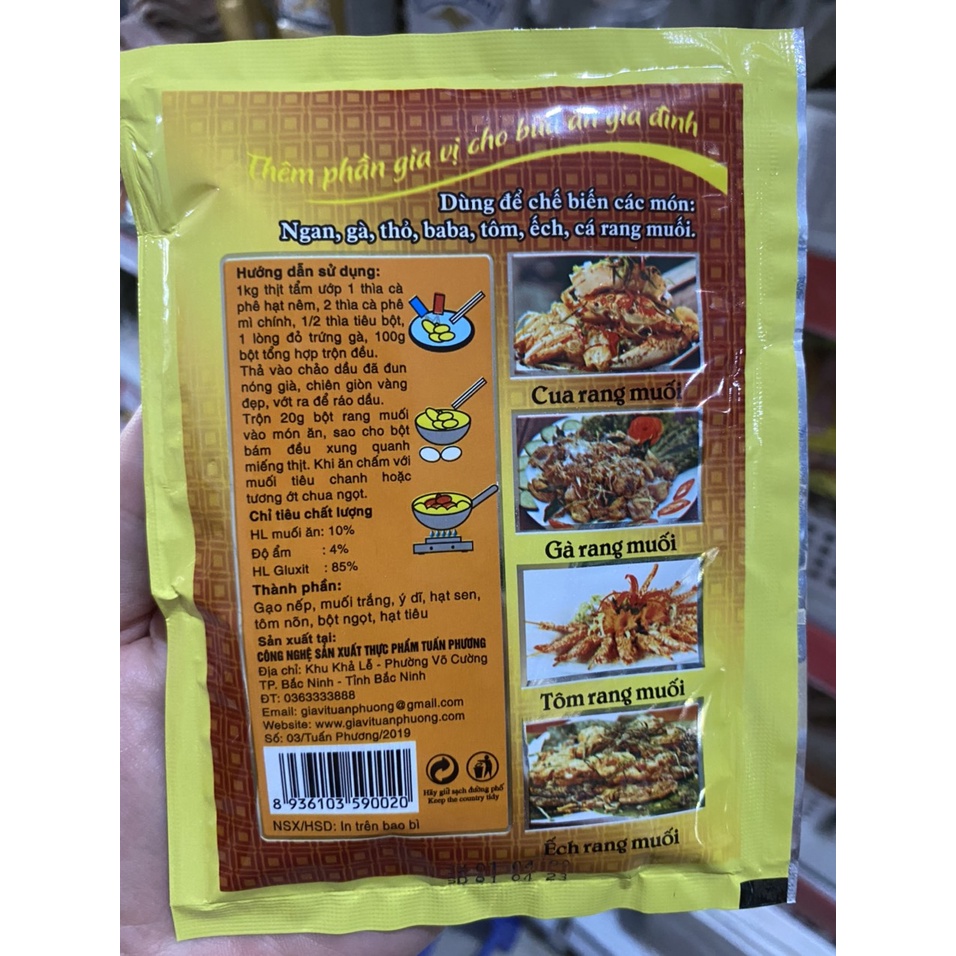 Thêm phần gia vị cho bữa ăn gia đình
Dùng để chế biến các món:
Ngan, gà, thỏ, baba, tôm, ếch, cá rang muối.
Hướng dẫn sử dụng:
1kg thịt tẩm ướp 1 thìa cà
phê hạt nêm, 2 thìa cà phê
mì chính, 1/2 thìa tiêu bột,
1 lòng đỏ trứng gà, 100g
bột tổng hợp trộn đều.
Thả vào chảo dầu đã đun
nóng già, chiên giòn vàng
đẹp, vớt ra để ráo dầu.
Trộn 20g bột rang muối
vào món ăn, sao cho bột
bám đều xung quanh
miếng thịt. Khi ăn chấm với
muối tiêu chanh hoặc
tương ớt chua ngọt.
Chỉ tiêu chất lượng
HL muối ăn: 10%
Độ ẩm : 4%
HL Gluxit : 85%
Thành phần:
Gạo nếp, muối trắng, ý dĩ, hạt sen,
tôm nõn, bột ngọt, hạt tiêu
Sản xuất tại:
CÔNG NGHỆ SẢN XUẤT THỰC PHẨM TUẤN PHƯƠNG
Địa chỉ: Khu Khả Lễ - Phường Võ Cường
TP. Bắc Ninh - Tỉnh Bắc Ninh
ĐT: 0363333888
Email: giavituanphuong@gmail.com
Website: www.giavituanphuong.com
Số: 03/Tuấn Phương/2019
8 936103 590020
NSX/HSD: In trên bao bì
Hãy giữ sạch đường phố
Keep the country tidy
Cua rang muối
Gà rang muối
Tôm rang muối
Ếch rang muối